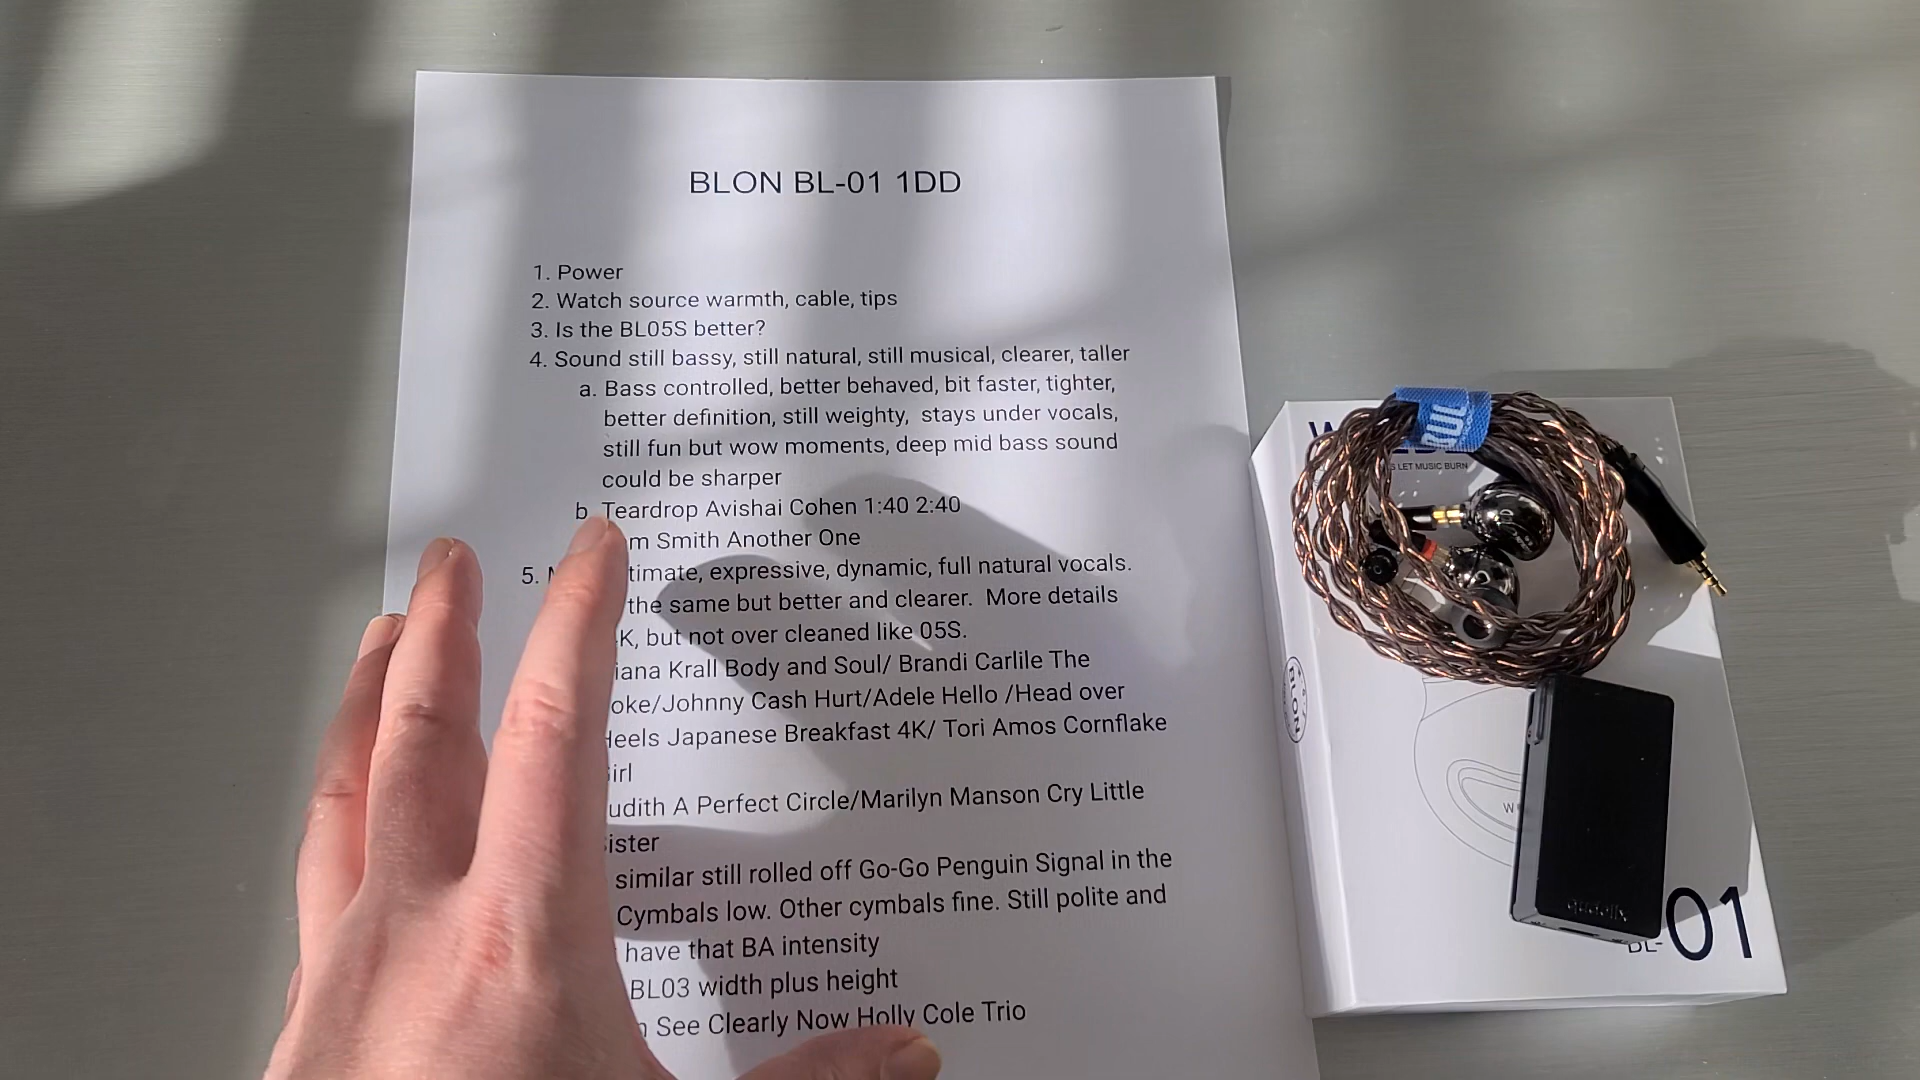 BLON BL-01 1DD
1. Power
2. Watch source warmth, cable, tips
3. Is the BL05S better?
4. Sound still bassy, still natural, still musical, clearer, taller
a. Bass controlled, better behaved, bit faster, tighter,
better definition, still weighty, stays under vocals,
still fun but wow moments, deep mid bass sound
could be sharper
b Teardrop Avishai Cohen 1:40 2:40
m Smith Another One
5. timate, expressive, dynamic, full natural vocals.
the same but better and clearer. More details
K, but not over cleaned like 05S.
iana Krall Body and Soul/ Brandi Carlile The
oke/Johnny Cash Hurt/Adele Hello /Head over
Heels Japanese Breakfast 4K/ Tori Amos Cornflake
irl
udith A Perfect Circle/Marilyn Manson Cry Little
ister
similar still rolled off Go-Go Penguin Signal in the
Cymbals low. Other cymbals fine. Still polite and
have that BA intensity
BL03 width plus height
See Clearly Now Holly Cole Trio
LET MUSIC BURN
BLON
BL-01